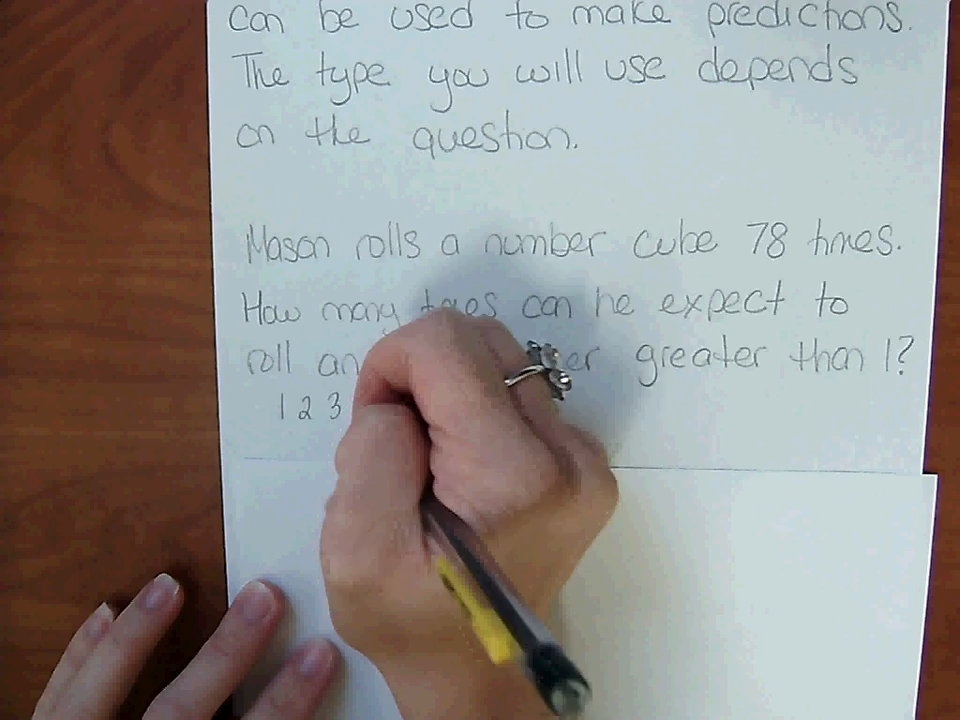 can be used to make predictions.
The type you will use depends
on the question.
Mason rolls a number cube 78 times.
How many can he expect to
roll greater than 1?
1 2 3